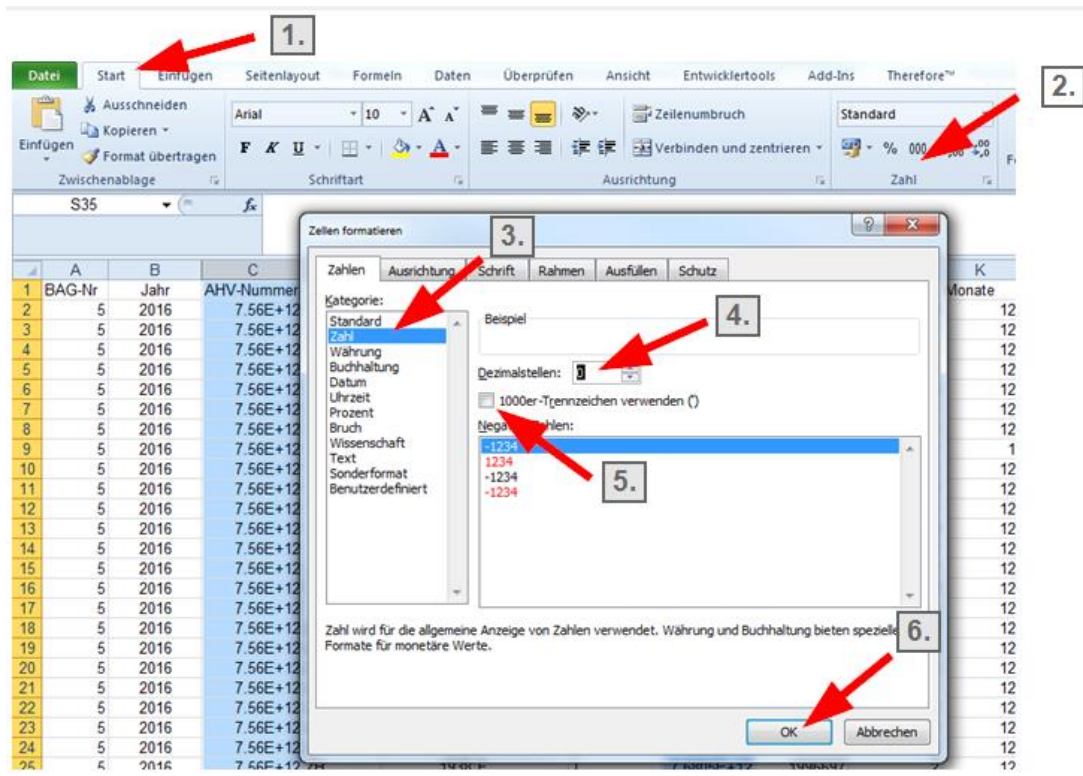 1.
Datei Start Einfügen Seitenlayout Formeln Daten Überprüfen Ansicht Entwicklertools Add-Ins Therefore™
2.
Ausschneiden
Kopieren
Einfügen
Format übertragen
Zwischenablage
Arial 10 A A
F K U A
Schriftart
Zeilenumbruch
Verbinden und zentrieren
Ausrichtung
Standard
% 000
Zahl
S35 fx
Zellen formatieren
3.
Zahlen Ausrichtung Schrift Rahmen Ausfüllen Schutz
Kategorie:
Standard
Zahl
Währung
Buchhaltung
Datum
Uhrzeit
Prozent
Bruch
Wissenschaft
Text
Sonderformat
Benutzerdefiniert
Beispiel
4.
Dezimalstellen: 0
1000er-Trennzeichen verwenden (')
-1234
1234
-1234
-1234
5.
Zahl wird für die allgemeine Anzeige von Zahlen verwendet. Währung und Buchhaltung bieten spezielle
Formate für monetäre Werte.
6.
OK Abbrechen
A B C K
1 BAG-Nr Jahr AHV-Nummer Monate
2 5 2016 7.56E+12 12
3 5 2016 7.56E+12 12
4 5 2016 7.56E+12 12
5 5 2016 7.56E+12 12
6 5 2016 7.56E+12 12
7 5 2016 7.56E+12 12
8 5 2016 7.56E+12 12
9 5 2016 7.56E+12 1
10 5 2016 7.56E+12 12
11 5 2016 7.56E+12 12
12 5 2016 7.56E+12 12
13 5 2016 7.56E+12 12
14 5 2016 7.56E+12 12
15 5 2016 7.56E+12 12
16 5 2016 7.56E+12 12
17 5 2016 7.56E+12 12
18 5 2016 7.56E+12 12
19 5 2016 7.56E+12 12
20 5 2016 7.56E+12 12
21 5 2016 7.56E+12 12
22 5 2016 7.56E+12 12
23 5 2016 7.56E+12 12
24 5 2016 7.56E+12 12
25 5 2016 7.56E+12 12